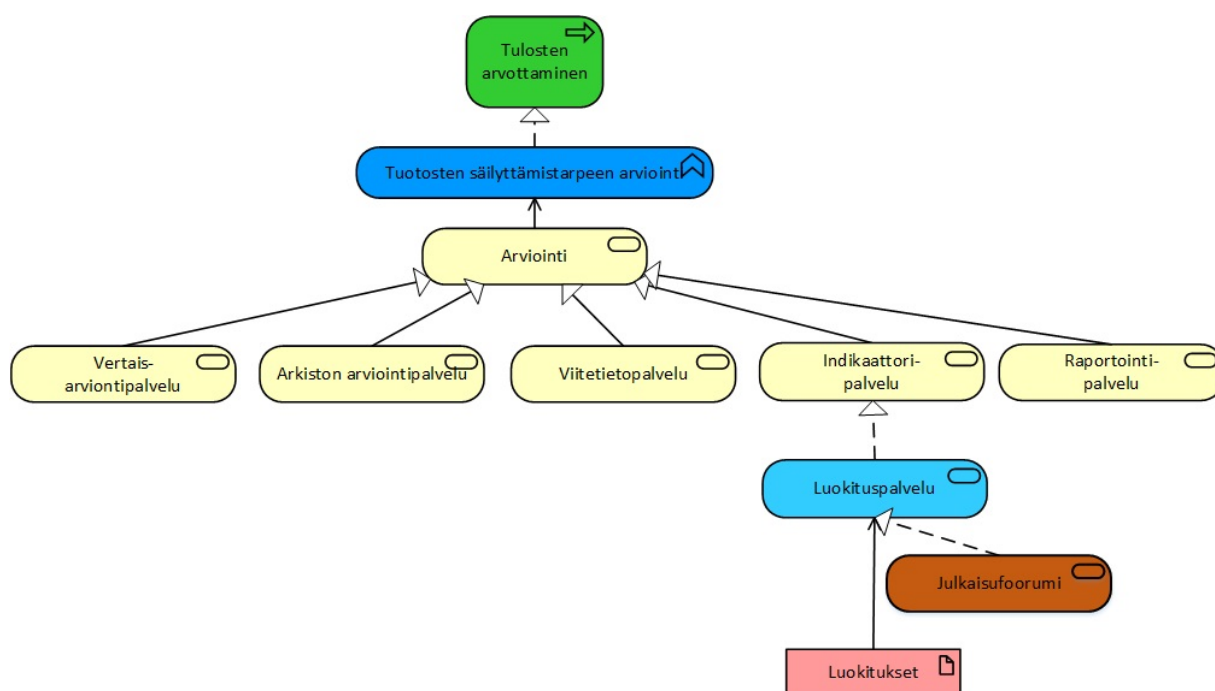 Tulosten
arvottaminen
Tuotosten säilyttämistarpeen arviointi
Arviointi
Vertais-
arviontipalvelu
Arkiston arviointipalvelu
Viitetietopalvelu
Indikaattori-
palvelu
Raportointi-
palvelu
Luokituspalvelu
Julkaisufoorumi
Luokitukset